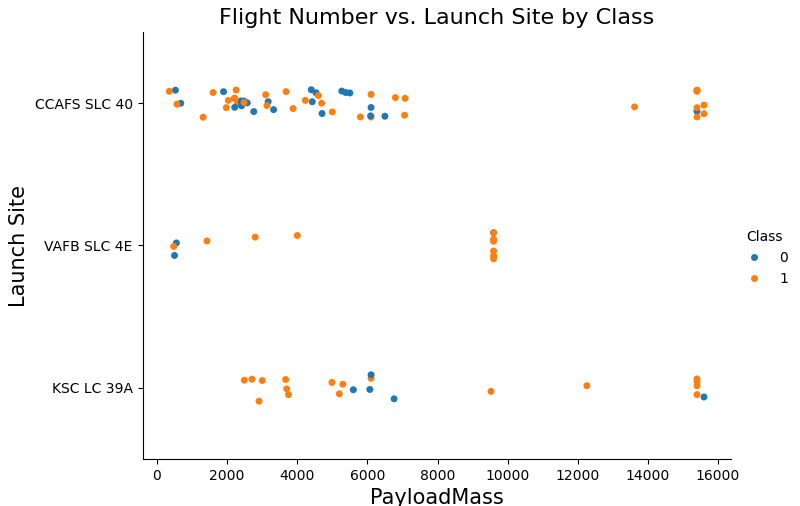 Flight Number vs. Launch Site by Class
Launch Site
CCAFS SLC 40
VAFB SLC 4E
KSC LC 39A
0 2000 4000 6000 8000 10000 12000 14000 16000
PayloadMass
Class
0
1